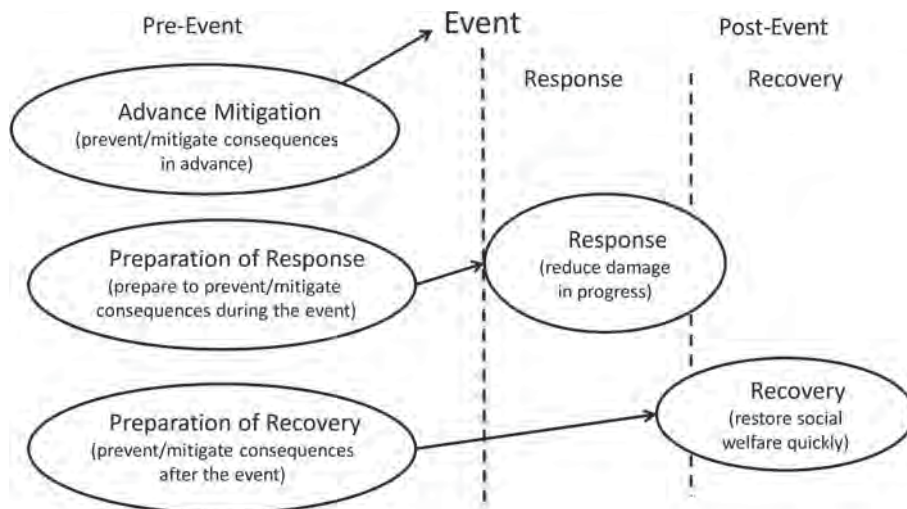 Pre-Event
Event
Post-Event
Response
Recovery
Advance Mitigation
(prevent/mitigate consequences
in advance)
Preparation of Response
(prepare to prevent/mitigate
consequences during the event)
Response
(reduce damage
in progress)
Preparation of Recovery
(prevent/mitigate consequences
after the event)
Recovery
(restore social
welfare quickly)